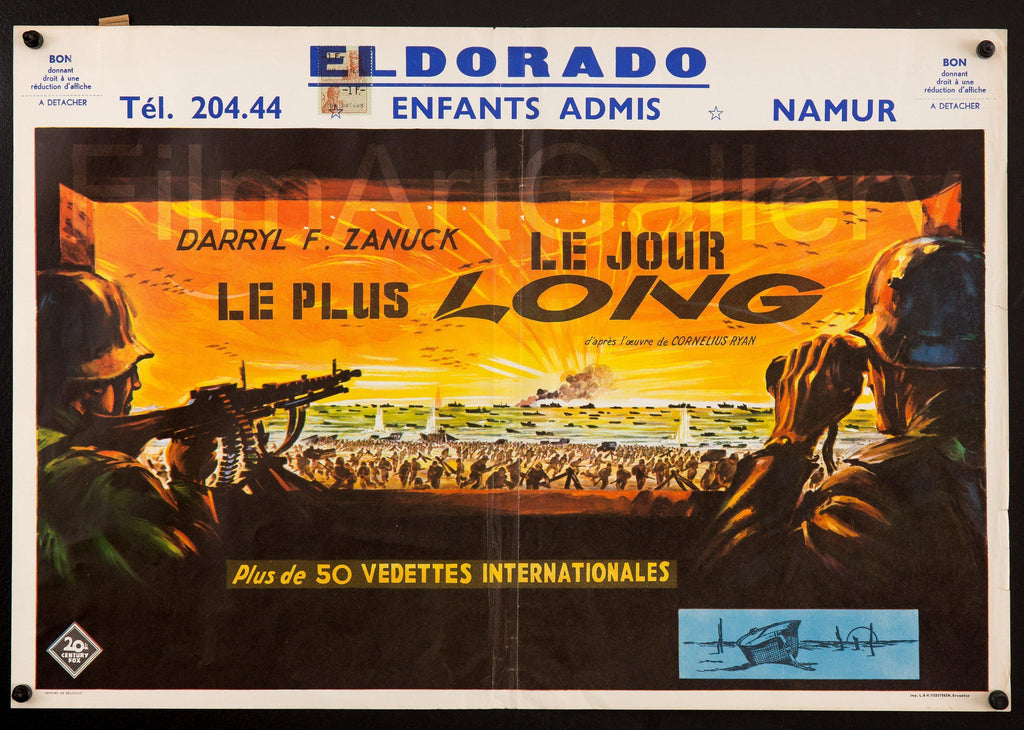 ELDORADO
BON
donnant
droit à une
réduction d'affiche
A DETACHER
BON
donnant
droit à une
réduction d'affiche
A DETACHER
Tél. 204.44 ENFANTS ADMIS NAMUR
FilmArtGallery
DARRYL F. ZANUCK
LE JOUR
LE PLUS LONG
d'après l'œuvre de CORNELIUS RYAN
Plus de 50 VEDETTES INTERNATIONALES
20th
CENTURY
FOX